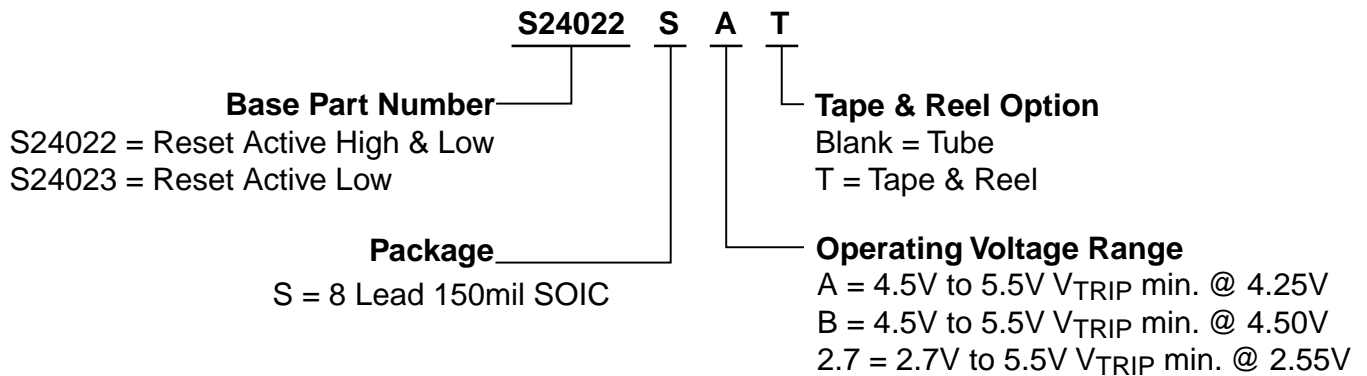 S24022 S A T
Base Part Number
S24022 = Reset Active High & Low
S24023 = Reset Active Low
Package
S = 8 Lead 150mil SOIC
Tape & Reel Option
Blank = Tube
T = Tape & Reel
Operating Voltage Range
A = 4.5V to 5.5V VTRIP min. @ 4.25V
B = 4.5V to 5.5V VTRIP min. @ 4.50V
2.7 = 2.7V to 5.5V VTRIP min. @ 2.55V